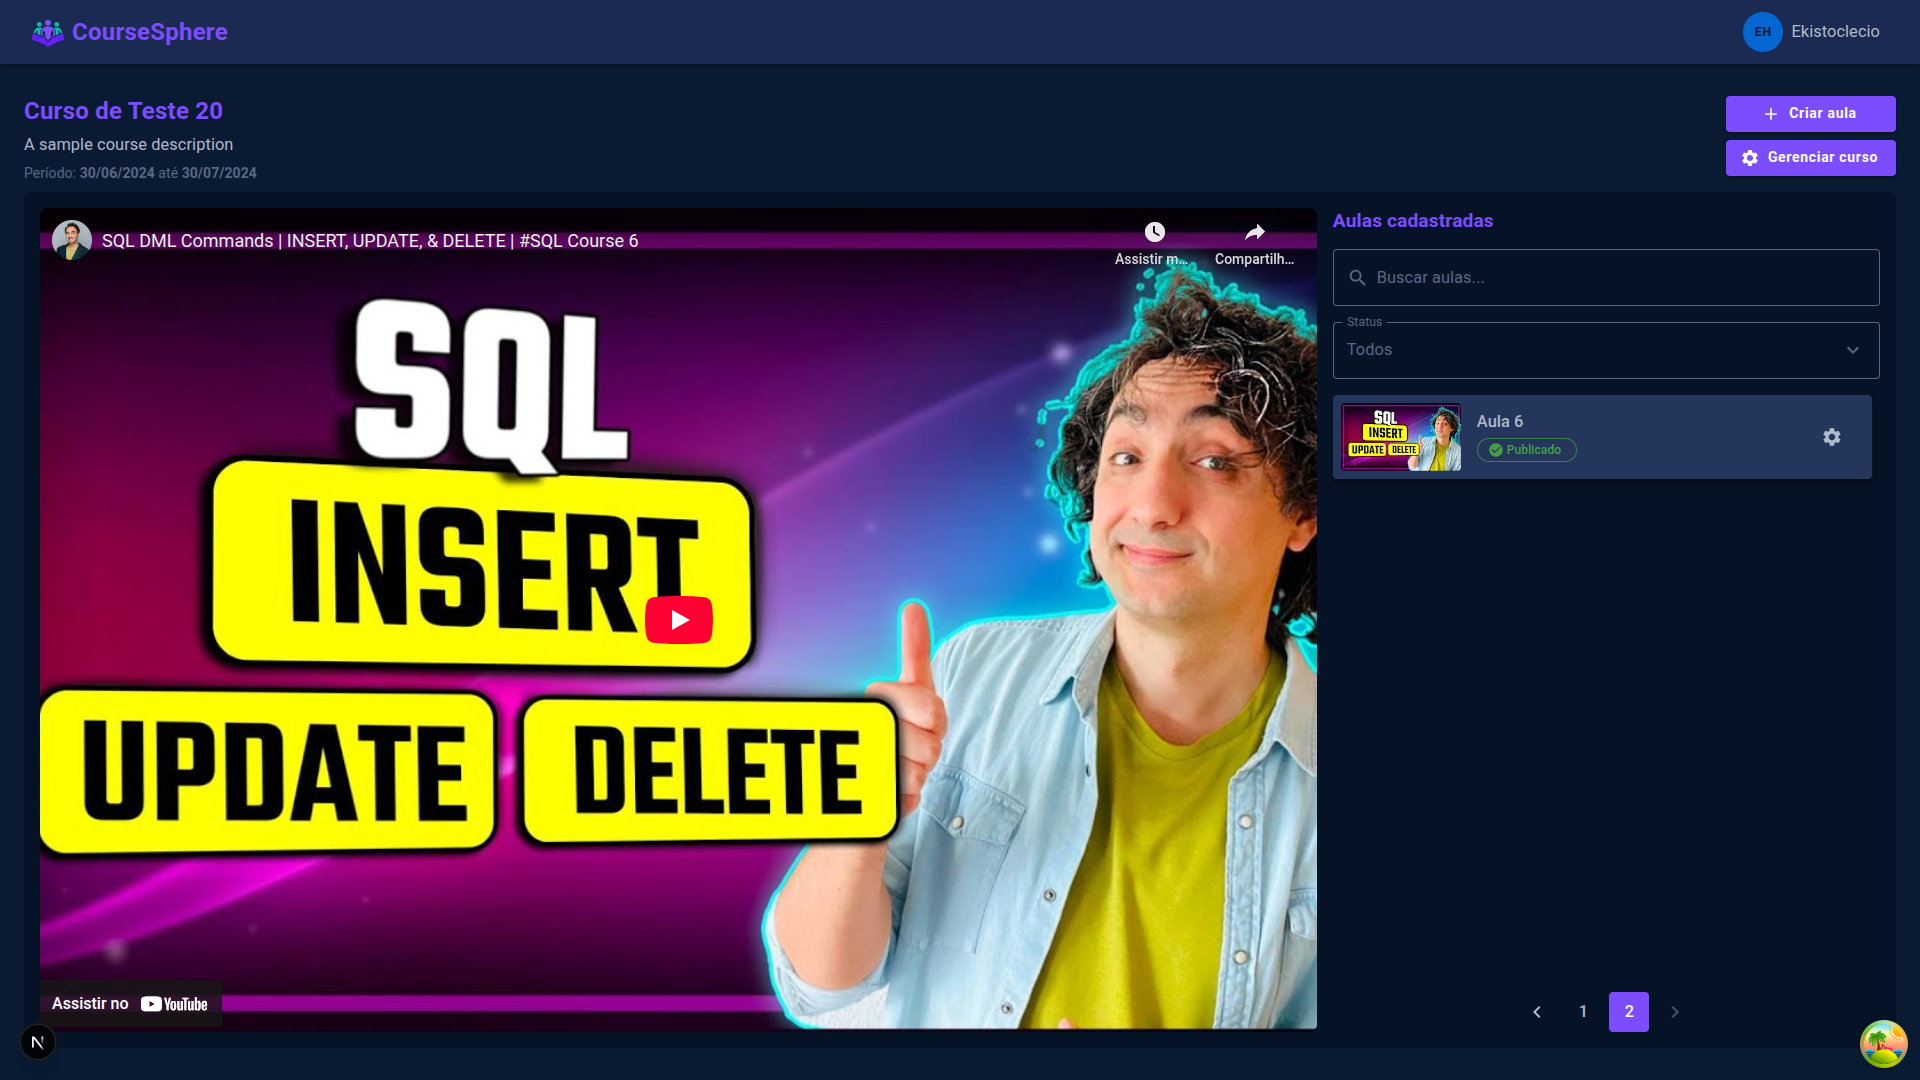 CourseSphere
EH
Ekistoclecio
Curso de Teste 20
A sample course description
Período: 30/06/2024 até 30/07/2024
Criar aula
Gerenciar curso
SQL DML Commands | INSERT, UPDATE, & DELETE | #SQL Course 6
Assistir m...
Compartilh...
SQL
INSERT
UPDATE
DELETE
Assistir no YouTube
N
Aulas cadastradas
Buscar aulas...
Status
Todos
SQL
INSERT
UPDATE DELETE
Aula 6
Publicado
1
2